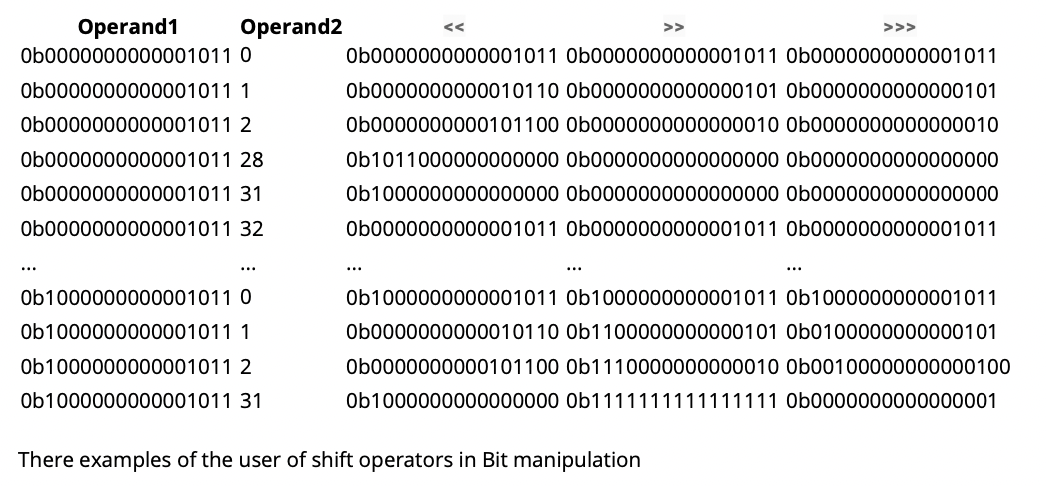 Operand1 Operand2 << >> >>>
0b0000000000001011 0 0b0000000000001011 0b0000000000001011 0b0000000000001011
0b0000000000001011 1 0b0000000000010110 0b0000000000000101 0b0000000000000101
0b0000000000001011 2 0b0000000000101100 0b0000000000000010 0b0000000000000010
0b0000000000001011 28 0b1011000000000000 0b0000000000000000 0b0000000000000000
0b0000000000001011 31 0b1000000000000000 0b0000000000000000 0b0000000000000000
0b0000000000001011 32 0b0000000000001011 0b0000000000001011 0b0000000000001011
... ... ... ... ...
0b1000000000001011 0 0b1000000000001011 0b1000000000001011 0b1000000000001011
0b1000000000001011 1 0b0000000000010110 0b1100000000000101 0b0100000000000101
0b1000000000001011 2 0b0000000000101100 0b1110000000000010 0b00100000000000100
0b1000000000001011 31 0b1000000000000000 0b1111111111111111 0b0000000000000001
There examples of the user of shift operators in Bit manipulation